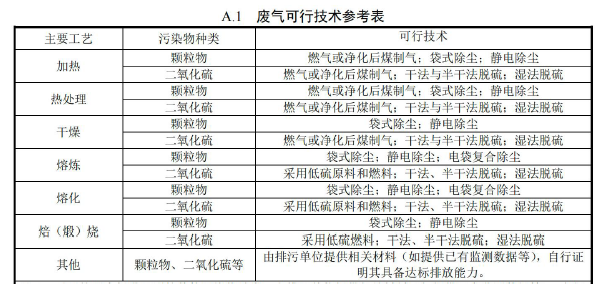 A.1 废气可行技术参考表
主要工艺 污染物种类 可行技术
加热 颗粒物 燃气或净化后煤制气；袋式除尘；静电除尘
二氧化硫 燃气或净化后煤制气；干法与半干法脱硫；湿法脱硫
热处理 颗粒物 燃气或净化后煤制气；袋式除尘；静电除尘
二氧化硫 燃气或净化后煤制气；干法与半干法脱硫；湿法脱硫
干燥 颗粒物 袋式除尘；静电除尘
二氧化硫 燃气或净化后煤制气；干法与半干法脱硫；湿法脱硫
熔炼 颗粒物 袋式除尘；静电除尘；电袋复合除尘
二氧化硫 采用低硫原料和燃料；干法、半干法脱硫；湿法脱硫
熔化 颗粒物 袋式除尘；静电除尘；电袋复合除尘
二氧化硫 采用低硫原料和燃料；干法、半干法脱硫；湿法脱硫
焙（煅）烧 颗粒物 袋式除尘；静电除尘
二氧化硫 采用低硫燃料；干法、半干法脱硫；湿法脱硫
其他 颗粒物、二氧化硫等 由排污单位提供相关材料（如提供已有监测数据等），自行证
明其具备达标排放能力。